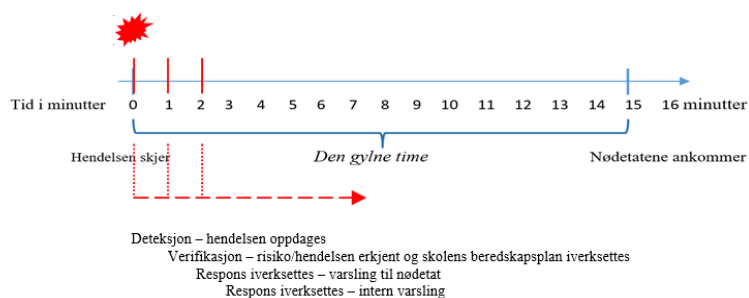 Tid i minutter 0 1 2 3 4 5 6 7 8 9 10 11 12 13 14 15 16 minutter
Hendelsen skjer Den gylne time Nødetatene ankommer
Deteksjon – hendelsen oppdages
Verifikasjon – risiko/hendelsen erkjent og skolens beredskapsplan iverksettes
Respons iverksettes – varsling til nødetat
Respons iverksettes – intern varsling